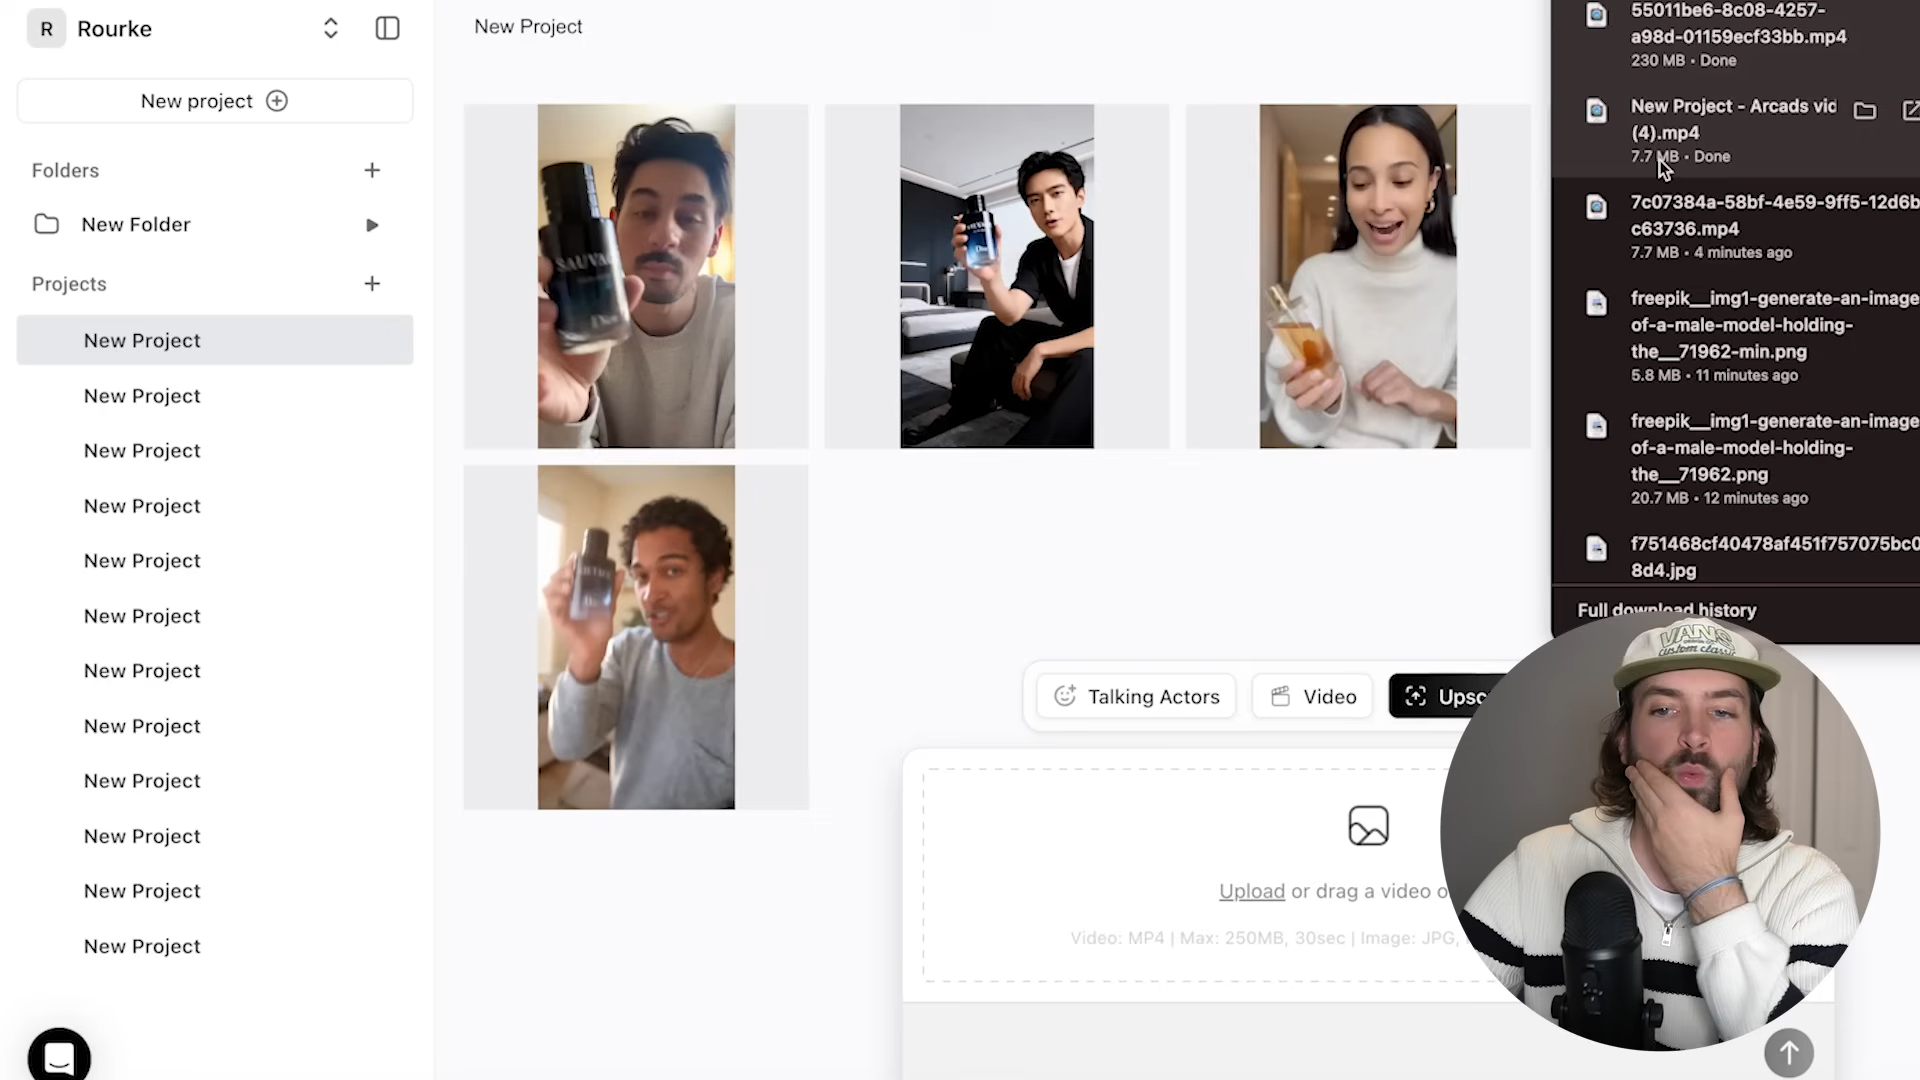 R Rourke
New project
Folders
New Folder
Projects
New Project
New Project
New Project
New Project
New Project
New Project
New Project
New Project
New Project
New Project
New Project
New Project
New Project
SAUVAG
Dior
Talking Actors
Video
Upsc
Upload or drag a video o
Video: MP4 | Max: 250MB, 30sec | Image: JPG,
55011be6-8c08-4257-
a98d-01159ecf33bb.mp4
230 MB • Done
New Project - Arcads vid
(4).mp4
7.7 MB • Done
7c07384a-58bf-4e59-9ff5-12d6b
c63736.mp4
7.7 MB • 4 minutes ago
freepik__img1-generate-an-image
of-a-male-model-holding-
the__71962-min.png
5.8 MB • 11 minutes ago
freepik__img1-generate-an-image
of-a-male-model-holding-
the__71962.png
20.7 MB • 12 minutes ago
f751468cf40478af451f757075bc0
8d4.jpg
Full download history
VANS
custom classic